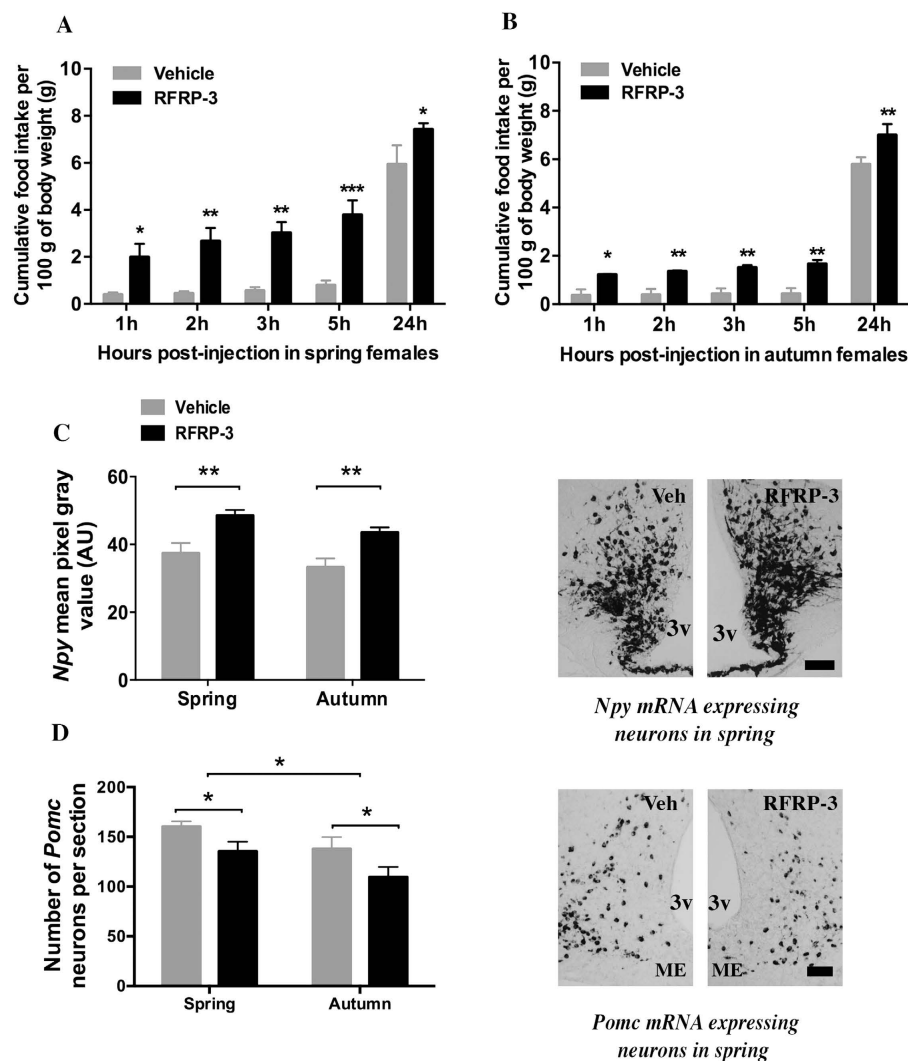 A
Vehicle
RFRP-3
Cumulative food intake per
100 g of body weight (g)
10
8
6
4
2
0
*
**
**
***
*
1h 2h 3h 5h 24h
Hours post-injection in spring females
B
Vehicle
RFRP-3
Cumulative food intake per
100 g of body weight (g)
10
8
6
4
2
0
*
**
**
**
**
1h 2h 3h 5h 24h
Hours post-injection in autumn females
Vehicle
RFRP-3
C
Npy mean pixel gray
value (AU)
60
40
20
0
** **
Spring Autumn
Veh RFRP-3
3v 3v
Npy mRNA expressing
neurons in spring
D
Number of Pomc
neurons per section
200
150
100
50
0
*
* *
Spring Autumn
Veh RFRP-3
3v 3v
ME ME
Pomc mRNA expressing
neurons in spring